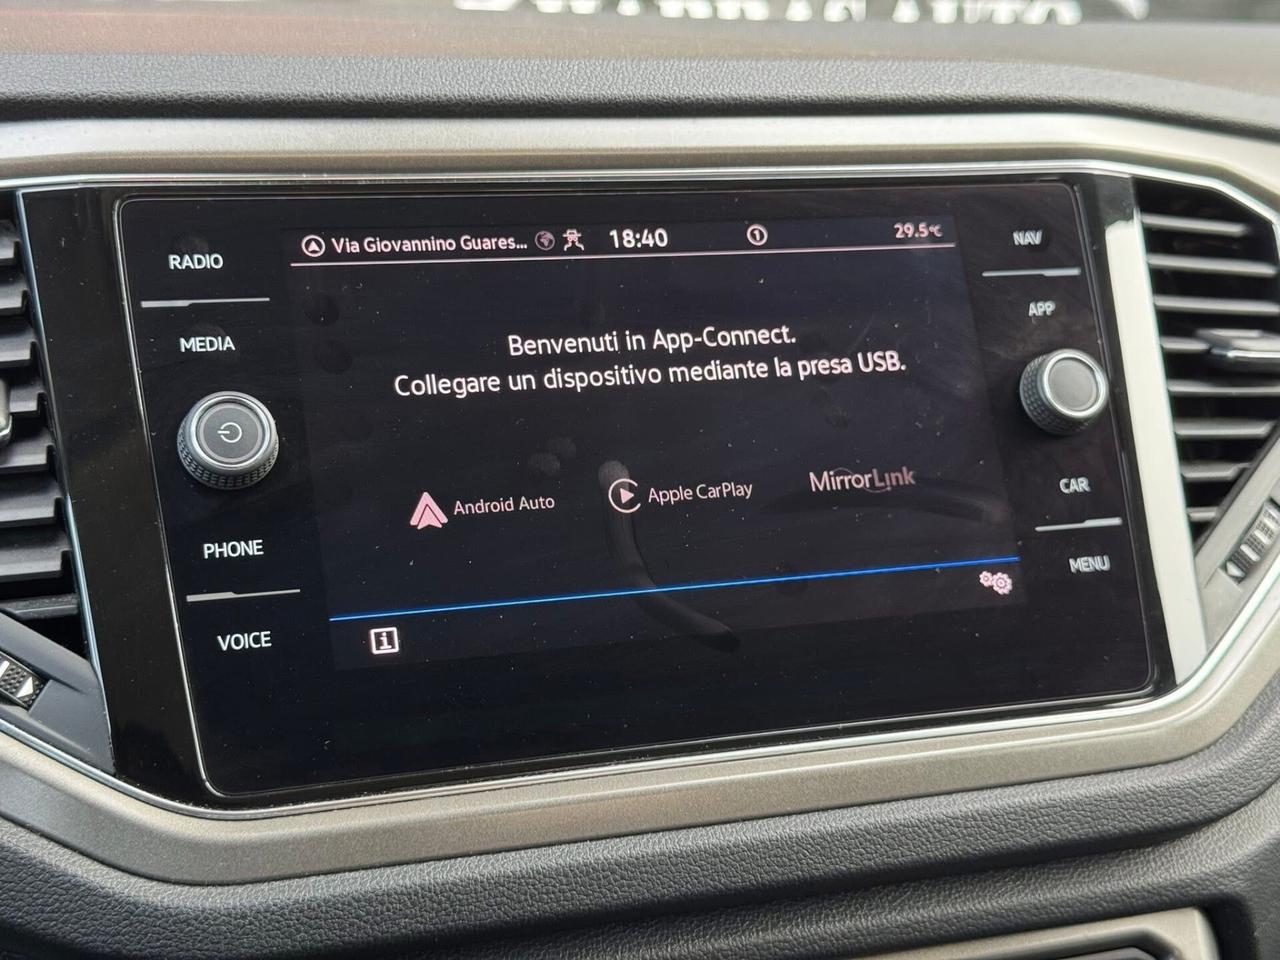 RADIO
MEDIA
PHONE
VOICE
Via Giovannino Guares... 18:40 1 29.5°C
Benvenuti in App-Connect.
Collegare un dispositivo mediante la presa USB.
Android Auto Apple CarPlay MirrorLink
i
NAV
APP
CAR
MENU